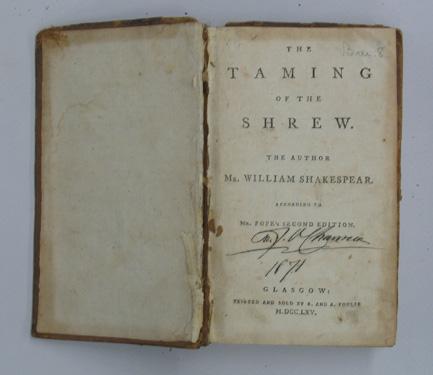 THE
TAMING
OF THE
SHREW.
THE AUTHOR
MR. WILLIAM SHAKESPEAR.
ACCORDING TO
MR. POPE'S SECOND EDITION.
1871
GLASGOW:
PRINTED AND SOLD BY R. AND A. FOULIS
M.DCC.LXV.